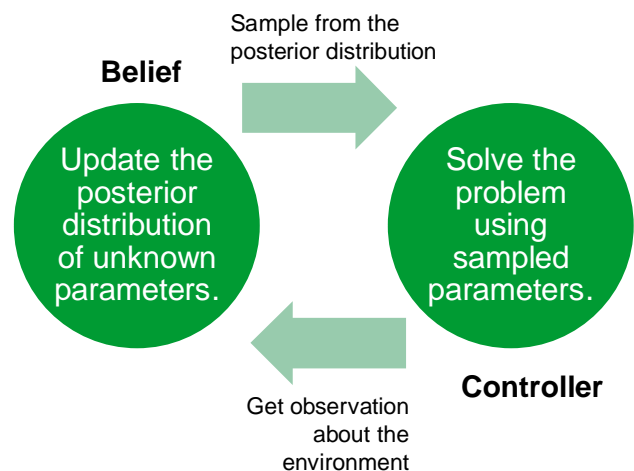 Sample from the
posterior distribution
Belief
Update the
posterior
distribution
of unknown
parameters.
Solve the
problem
using
sampled
parameters.
Controller
Get observation
about the
environment